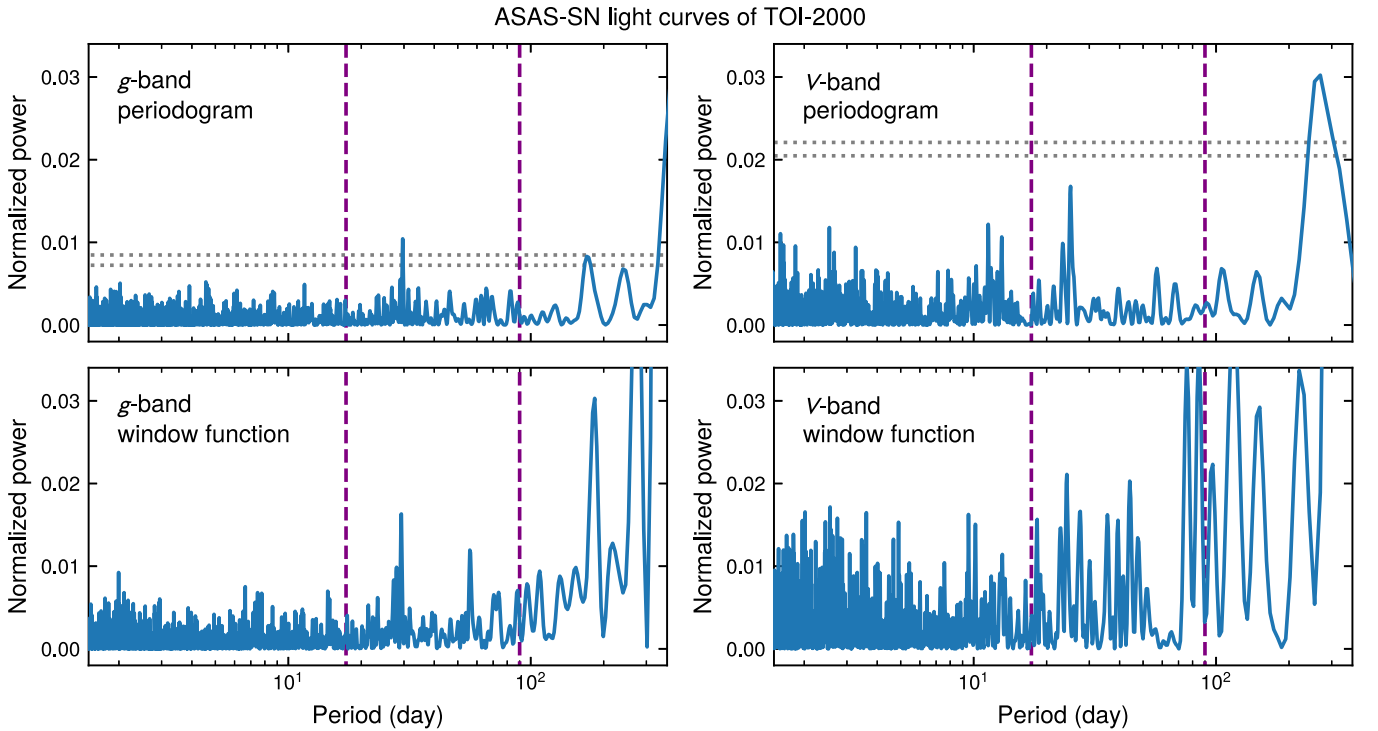 ASAS-SN light curves of TOI-2000
g-band
periodogram
Normalized power
0.03
0.02
0.01
0.00
V-band
periodogram
Normalized power
0.03
0.02
0.01
0.00
g-band
window function
Normalized power
0.03
0.02
0.01
0.00
10¹
10²
Period (day)
V-band
window function
Normalized power
0.03
0.02
0.01
0.00
10¹
10²
Period (day)